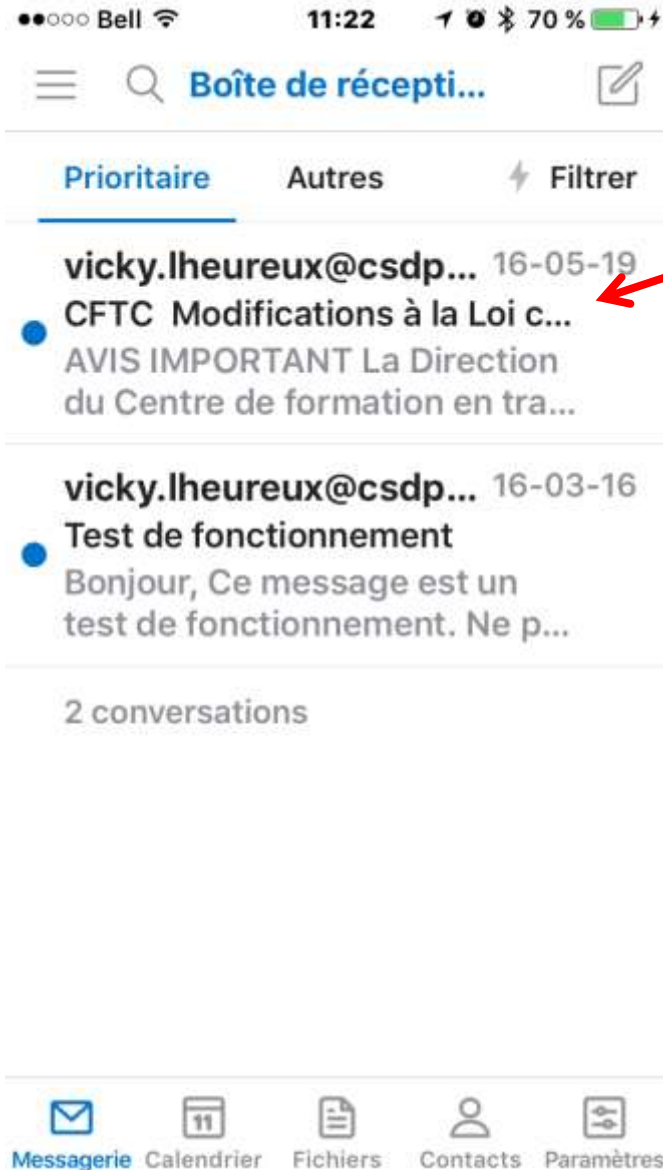 Bell 11:22 70 %
Boîte de récepti...
Prioritaire Autres Filtrer
vicky.lheureux@csdp... 16-05-19
CFTC Modifications à la Loi c...
AVIS IMPORTANT La Direction
du Centre de formation en tra...
vicky.lheureux@csdp... 16-03-16
Test de fonctionnement
Bonjour, Ce message est un
test de fonctionnement. Ne p...
2 conversations
11
Messagerie Calendrier Fichiers Contacts Paramètres